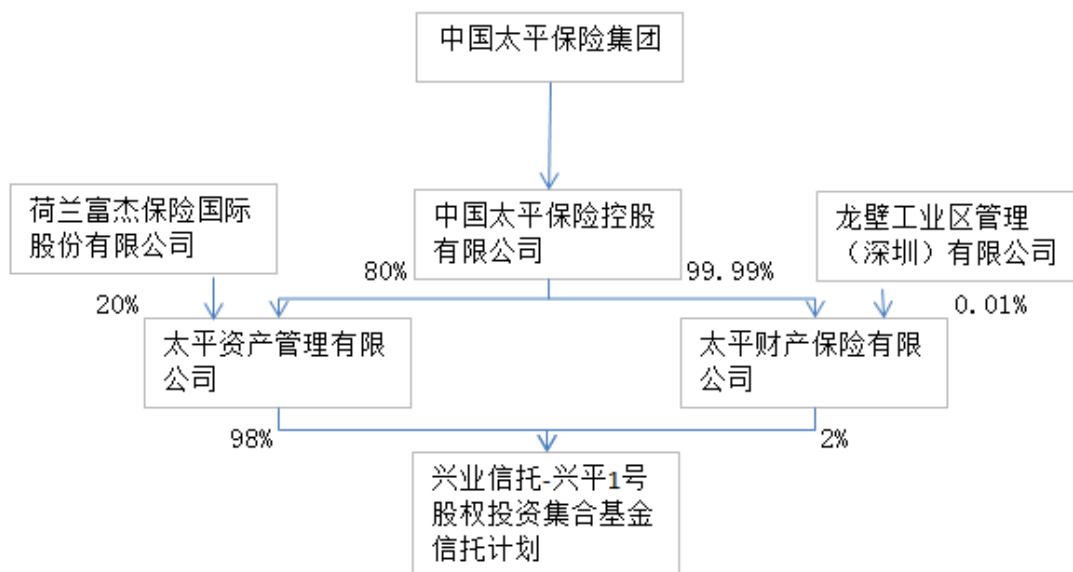 中国太平保险集团
荷兰富杰保险国际
股份有限公司
中国太平保险控股
有限公司
龙壁工业区管理
（深圳）有限公司
80%
99.99%
20%
0.01%
太平资产管理有限
公司
太平财产保险有限
公司
98%
2%
兴业信托-兴平1号
股权投资集合基金
信托计划